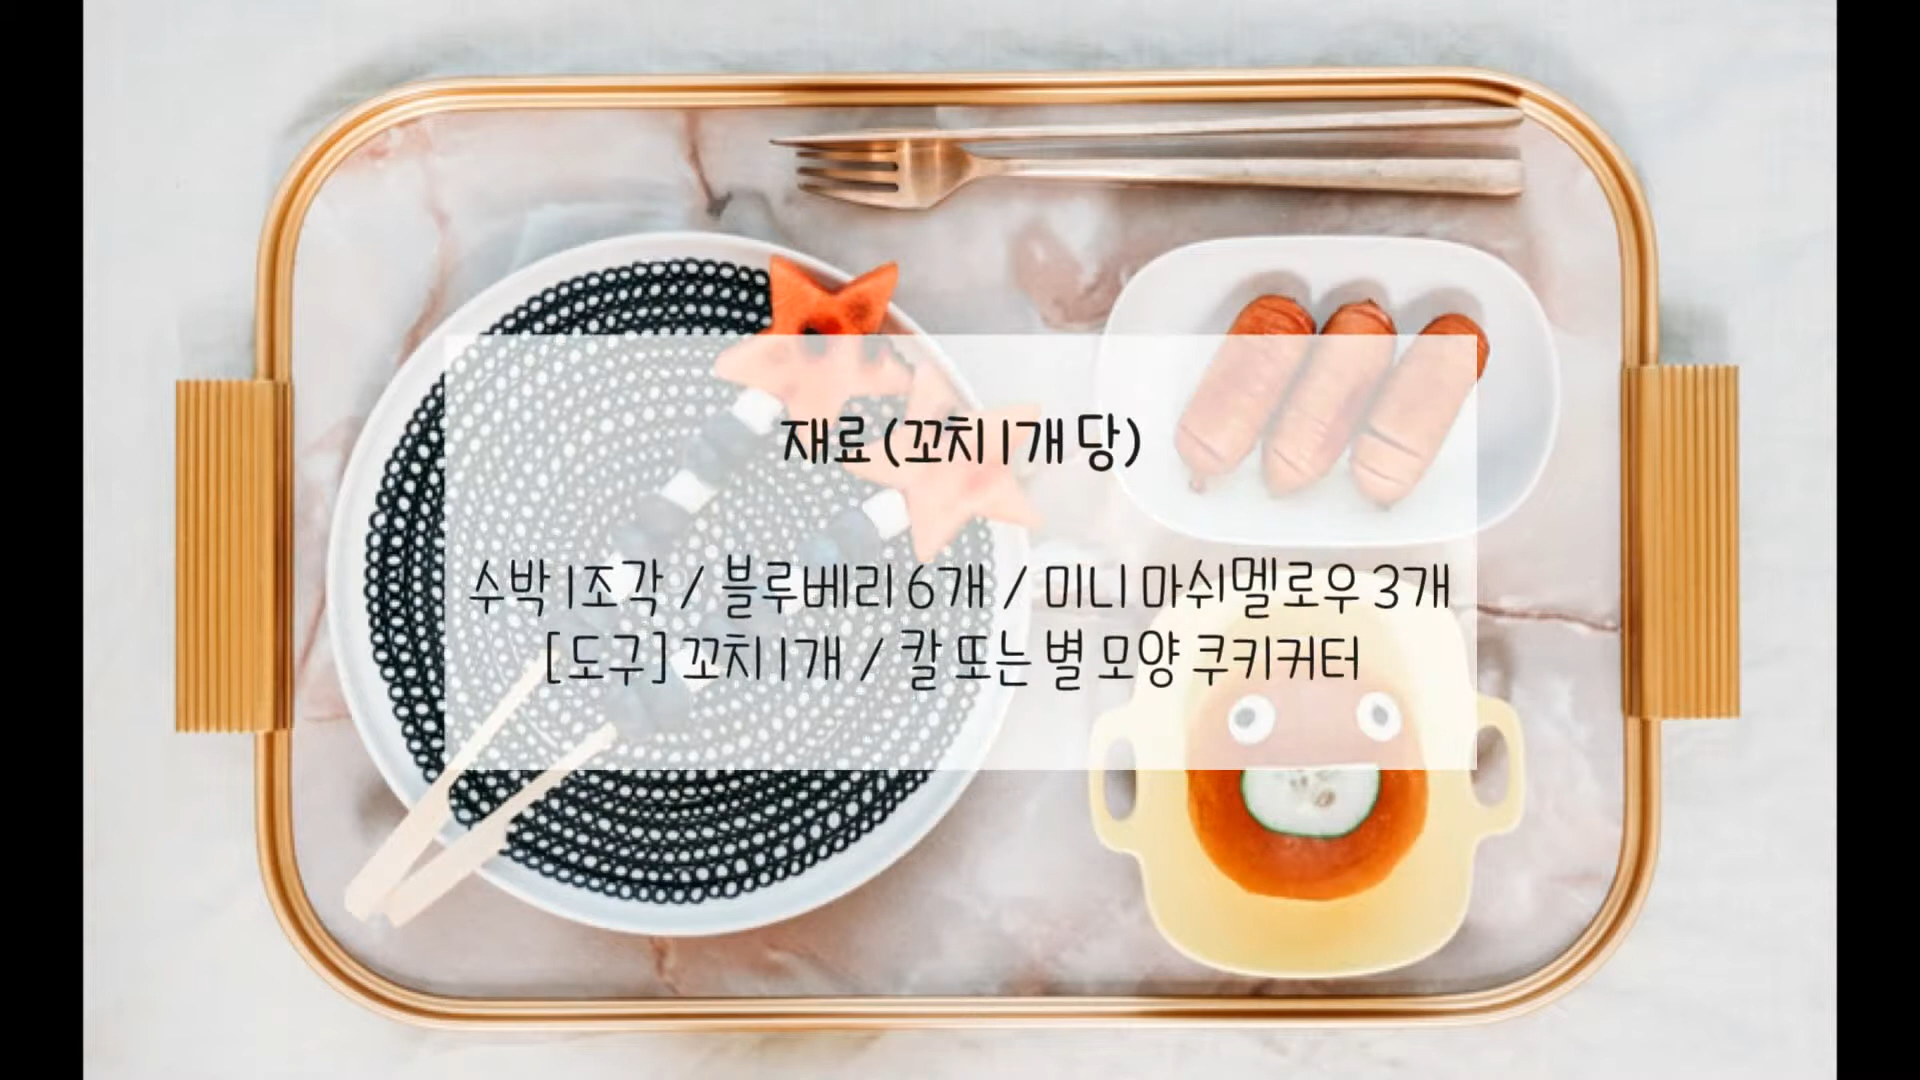 재료 (꼬치 1개 당)
수박 1조각 / 블루베리 6개 / 미니 마쉬멜로우 3개
[도구] 꼬치 1개 / 칼 또는 별 모양 쿠키커터